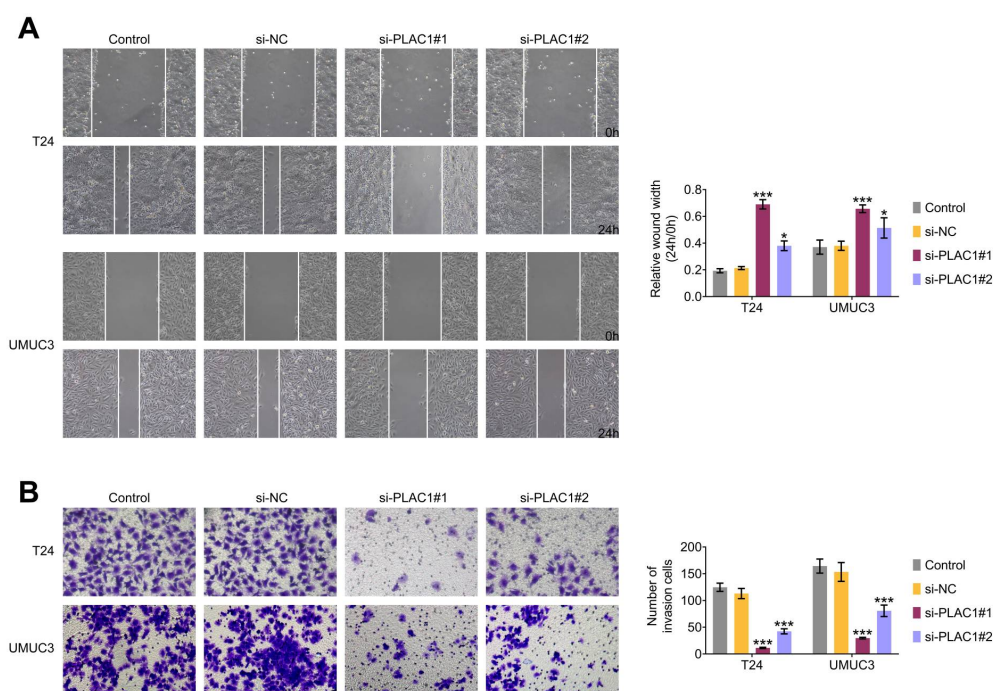 A
Control si-NC si-PLAC1#1 si-PLAC1#2
T24
0h
24h
UMUC3
0h
24h
Relative wound width
(24h/0h)
0.8
0.6
0.4
0.2
0.0
***
*
***
*
T24 UMUC3
Control
si-NC
si-PLAC1#1
si-PLAC1#2
B
Control si-NC si-PLAC1#1 si-PLAC1#2
T24
UMUC3
Number of
invasion cells
200
150
100
50
0
***
***
***
***
T24 UMUC3
Control
si-NC
si-PLAC1#1
si-PLAC1#2